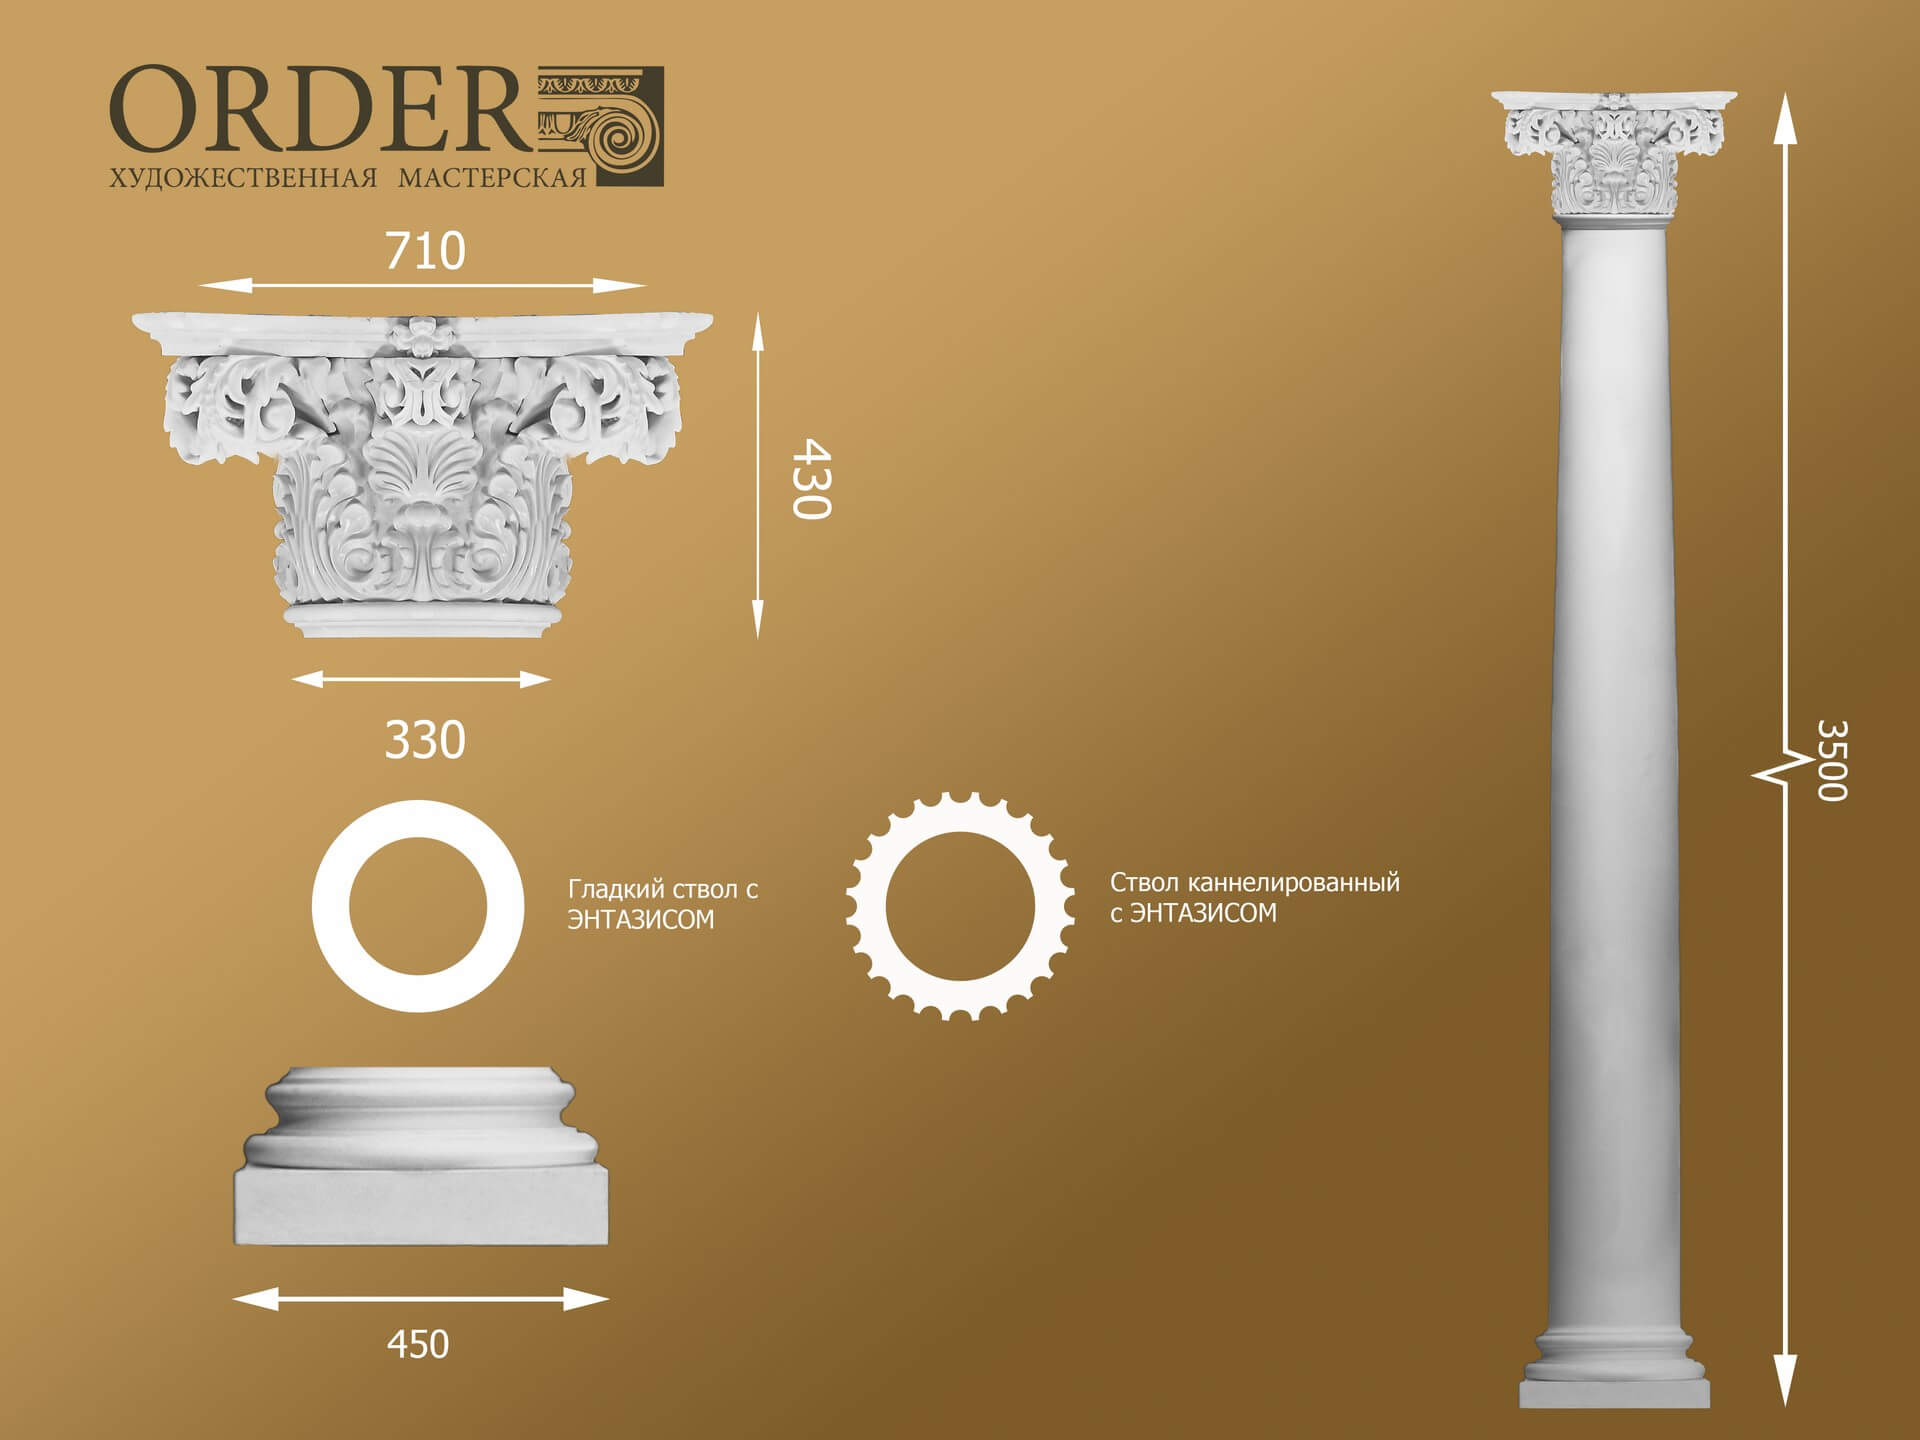 ORDER
ХУДОЖЕСТВЕННАЯ МАСТЕРСКАЯ
710
430
330
Гладкий ствол с
ЭНТАЗИСОМ
Ствол каннелированный
с ЭНТАЗИСОМ
450
3500